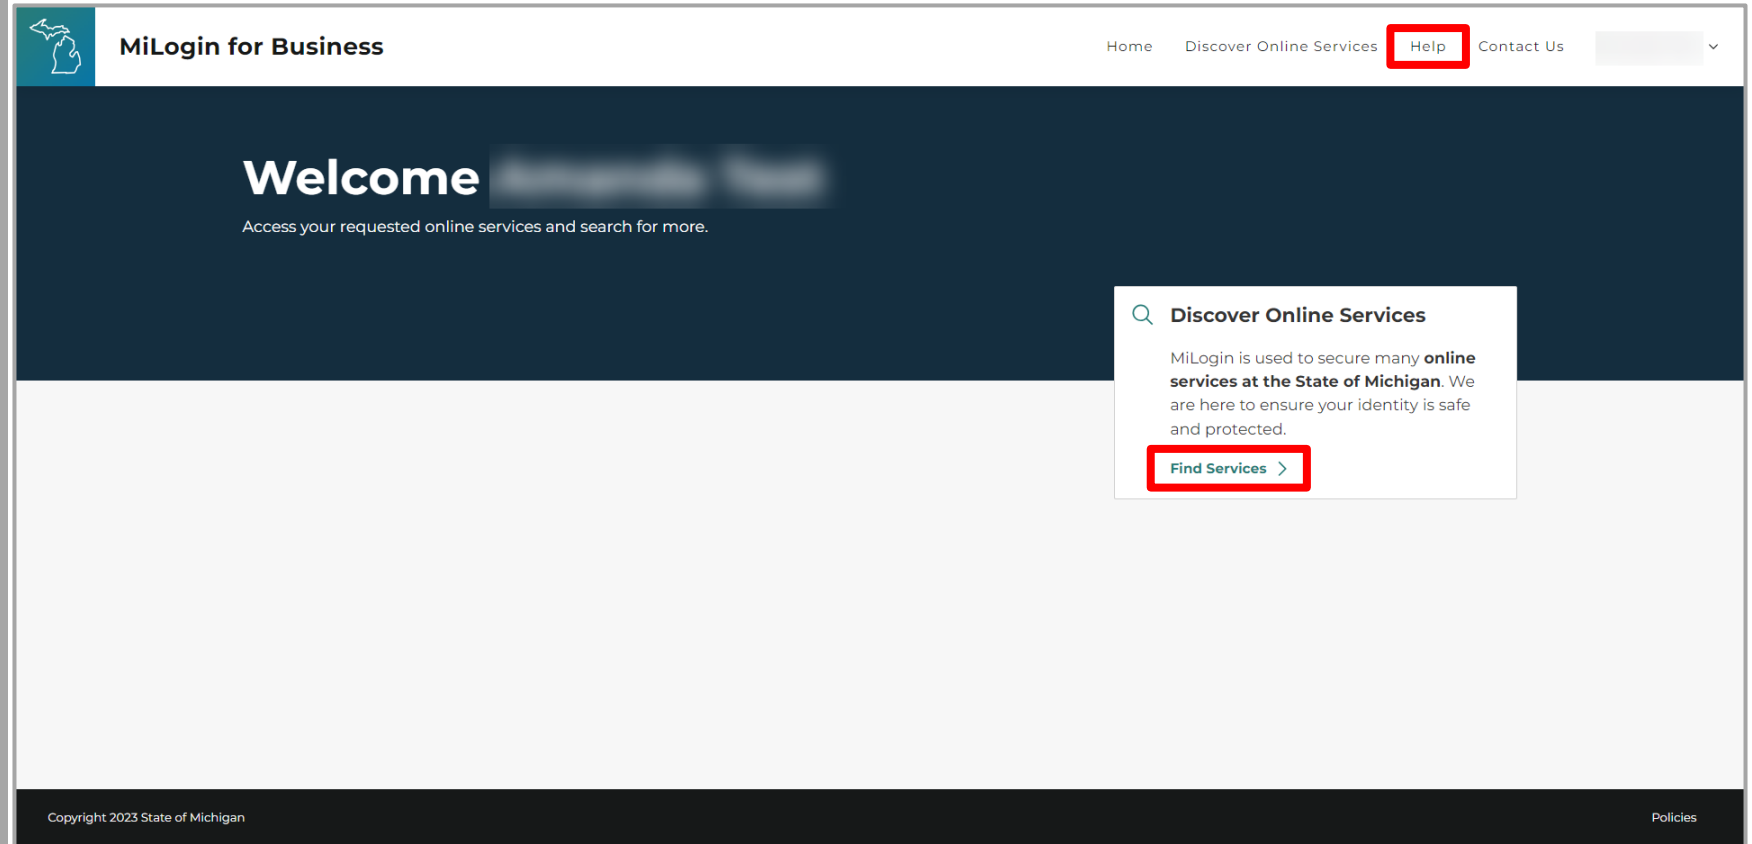 MiLogin for Business
Home Discover Online Services Help Contact Us
Welcome
Access your requested online services and search for more.
Discover Online Services
MiLogin is used to secure many online
services at the State of Michigan. We
are here to ensure your identity is safe
and protected.
Find Services
Copyright 2023 State of Michigan
Policies